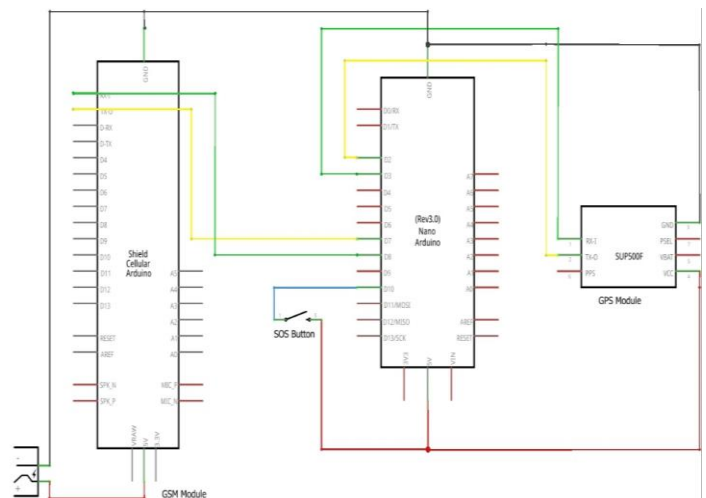 GND
RX-I
TX-O
D-RX
D-TX
D4
D5
D6
D7
D8
D9
D10
D11
D12
D13
RESET
AREF
SPK_N
SPK_P
Shield
Cellular
Arduino
A5
A4
A3
A2
A1
A0
MIC_P
MIC_N
VRAW
5V
3.3V
GSM Module
-
+
GND
D0/RX
D1/TX
D2
D3
D4
D5
D6
D7
D8
D9
D10
D11/MOSI
D12/MISO
D13/SCK
(Rev3.0)
Nano
Arduino
A7
A6
A5
A4
A3
A2
A1
A0
AREF
RESET
3V3
5V
VIN
SOS Button
RX-I
TX-O
PPS
SUP500F
GND
PSEL
VBAT
VCC
GPS Module